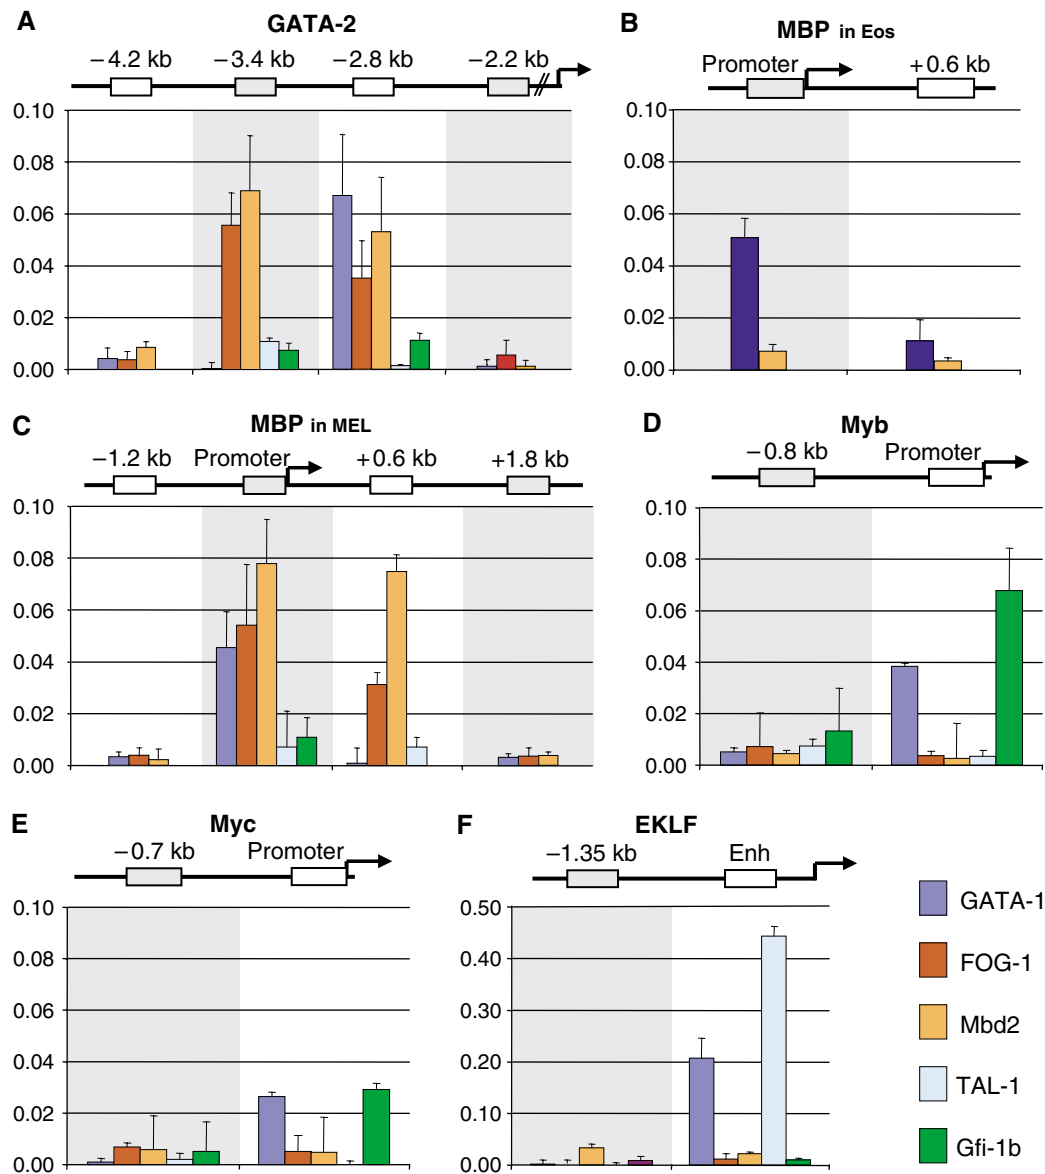 A
GATA-2
−4.2 kb −3.4 kb −2.8 kb −2.2 kb
0.10
0.08
0.06
0.04
0.02
0.00
B
MBP in Eos
Promoter +0.6 kb
0.10
0.08
0.06
0.04
0.02
0.00
C
MBP in MEL
−1.2 kb Promoter +0.6 kb +1.8 kb
0.10
0.08
0.06
0.04
0.02
0.00
D
Myb
−0.8 kb Promoter
0.10
0.08
0.06
0.04
0.02
0.00
E
Myc
−0.7 kb Promoter
0.10
0.08
0.06
0.04
0.02
0.00
F
EKLF
−1.35 kb Enh
0.50
0.40
0.30
0.20
0.10
0.00
GATA-1
FOG-1
Mbd2
TAL-1
Gfi-1b